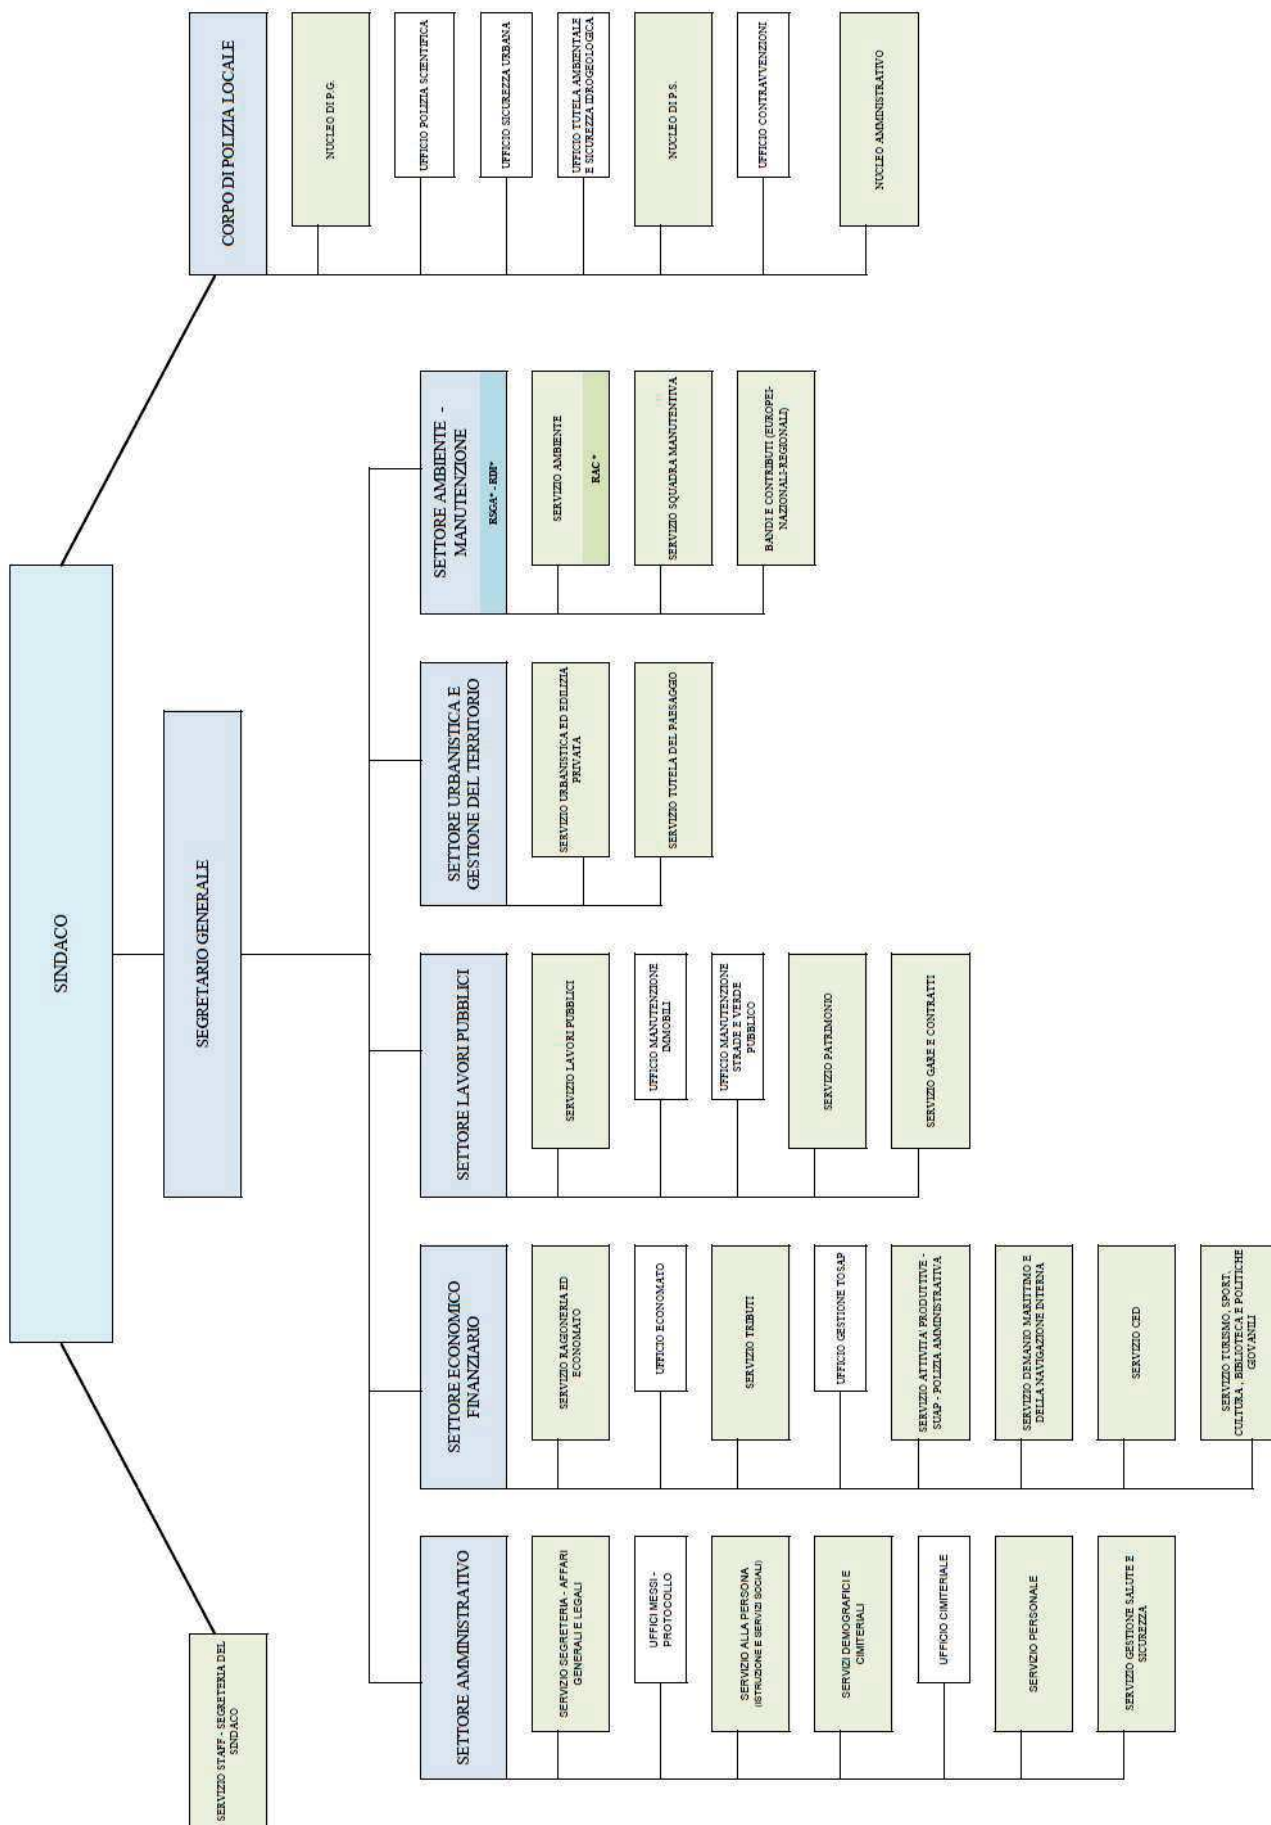 SINDACO
SEGRETARIO GENERALE
SERVIZIO STAFF - SEGRETERIA DEL
SINDACO
SETTORE AMMINISTRATIVO
SERVIZIO SEGRETERIA - AFFARI
GENERALI E LEGALI
UFFICI MESSI -
PROTOCOLLO
SERVIZIO ALLA PERSONA
(ISTRUZIONE E SERVIZI SOCIALI)
SERVIZI DEMOGRAFICI E
CIMITERIALI
UFFICIO CIMITERIALE
SERVIZIO PERSONALE
SERVIZIO GESTIONE SALUTE E
SICUREZZA
SETTORE ECONOMICO
FINANZIARIO
SERVIZIO RAGIONERIA ED
ECONOMATO
UFFICIO ECONOMATO
SERVIZIO TRIBUTI
UFFICIO GESTIONE TOSAP
SERVIZIO ATTIVITA' PRODUTTIVE -
SUAP - POLIZIA AMMINISTRATIVA
SERVIZIO DEMANIO MARITTIMO E
DELLA NAVIGAZIONE INTERNA
SERVIZIO CED
SERVIZIO TURISMO, SPORT,
CULTURA , BIBLIOTECA E POLITICHE
GIOVANILI
SETTORE LAVORI PUBBLICI
SERVIZIO LAVORI PUBBLICI
UFFICIO MANUTENZIONE
IMMOBILI
UFFICIO MANUTENZIONE
STRADE E VERDE
PUBBLICO
SERVIZIO PATRIMONIO
SERVIZIO GARE E CONTRATTI
SETTORE URBANISTICA E
GESTIONE DEL TERRITORIO
SERVIZIO URBANISTICA ED EDILIZIA
PRIVATA
SERVIZIO TUTELA DEL PAESAGGIO
SETTORE AMBIENTE -
MANUTENZIONE
RSGA* - RDI*
SERVIZIO AMBIENTE
RAC *
SERVIZIO SQUADRA MANUTENTIVA
BANDI E CONTRIBUTI (EUROPEI-
NAZIONALI-REGIONALI)
CORPO DI POLIZIA LOCALE
NUCLEO DI P.G.
UFFICIO POLIZIA SCIENTIFICA
UFFICIO SICUREZZA URBANA
UFFICIO TUTELA AMBIENTALE
E SICUREZZA IDROGEOLOGICA
NUCLEO DI P.S.
UFFICIO CONTRAVVENZIONI
NUCLEO AMMINISTRATIVO